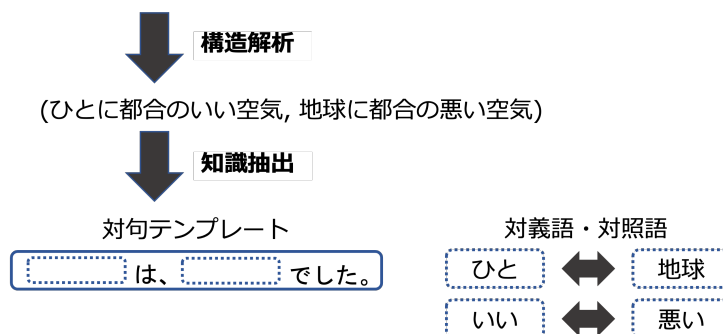 構造解析
(ひとに都合のいい空気, 地球に都合の悪い空気)
知識抽出
対句テンプレート
は、 でした。
対義語・対照語
ひと 地球
いい 悪い